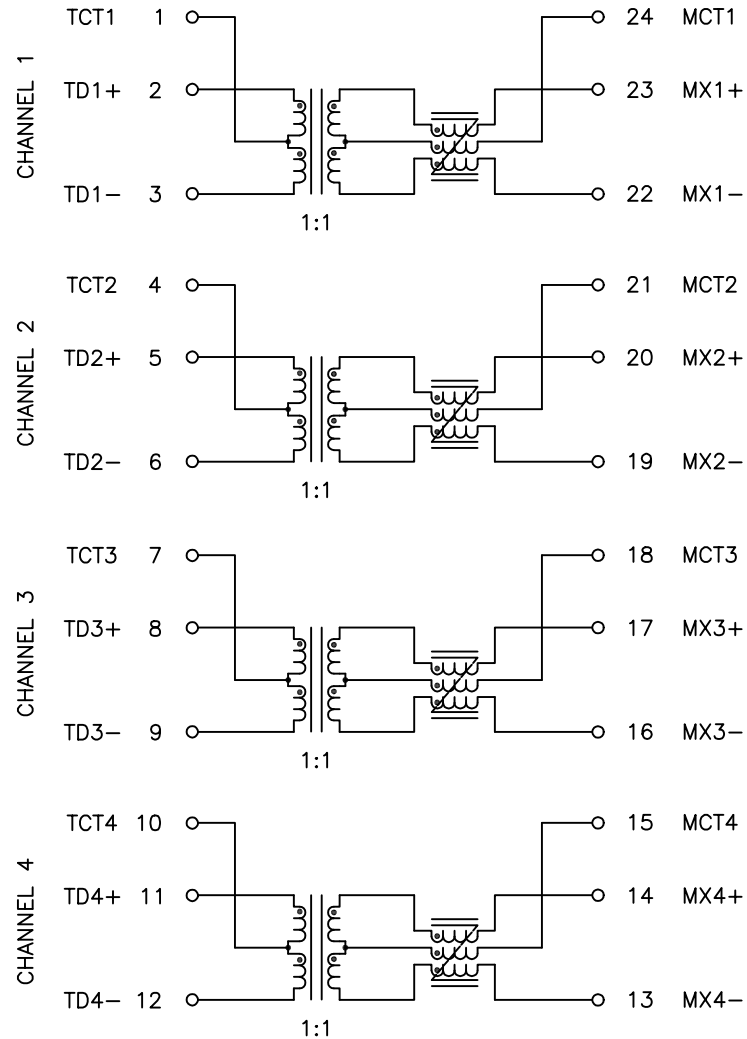 CHANNEL 1
TCT1 1 24 MCT1
TD1+ 2 23 MX1+
TD1− 3 22 MX1−
1:1
CHANNEL 2
TCT2 4 21 MCT2
TD2+ 5 20 MX2+
TD2− 6 19 MX2−
1:1
CHANNEL 3
TCT3 7 18 MCT3
TD3+ 8 17 MX3+
TD3− 9 16 MX3−
1:1
CHANNEL 4
TCT4 10 15 MCT4
TD4+ 11 14 MX4+
TD4− 12 13 MX4−
1:1